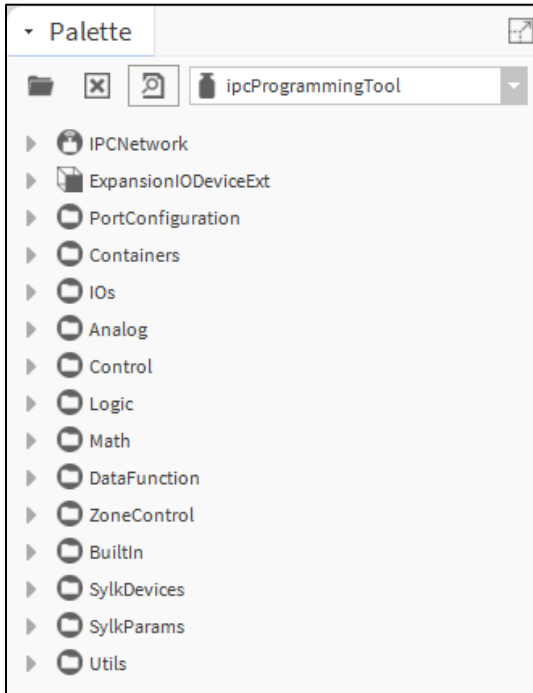 Palette
ipcProgrammingTool
IPCNetwork
ExpansionIODeviceExt
PortConfiguration
Containers
IOs
Analog
Control
Logic
Math
DataFunction
ZoneControl
BuiltIn
SylkDevices
SylkParams
Utils